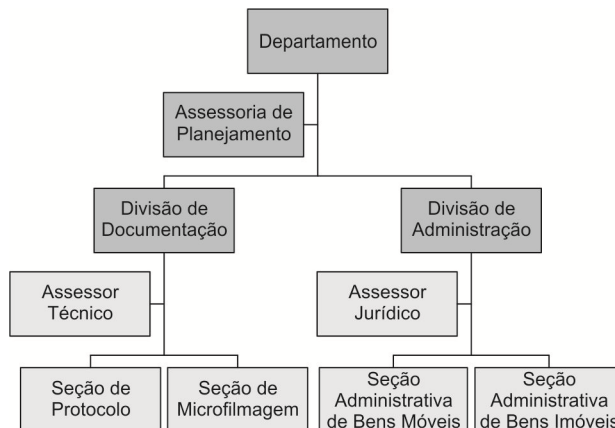 Departamento
Assessoria de
Planejamento
Divisão de
Documentação
Divisão de
Administração
Assessor
Técnico
Assessor
Jurídico
Seção de
Protocolo
Seção de
Microfilmagem
Seção
Administrativa
de Bens Móveis
Seção
Administrativa
de Bens Imóveis